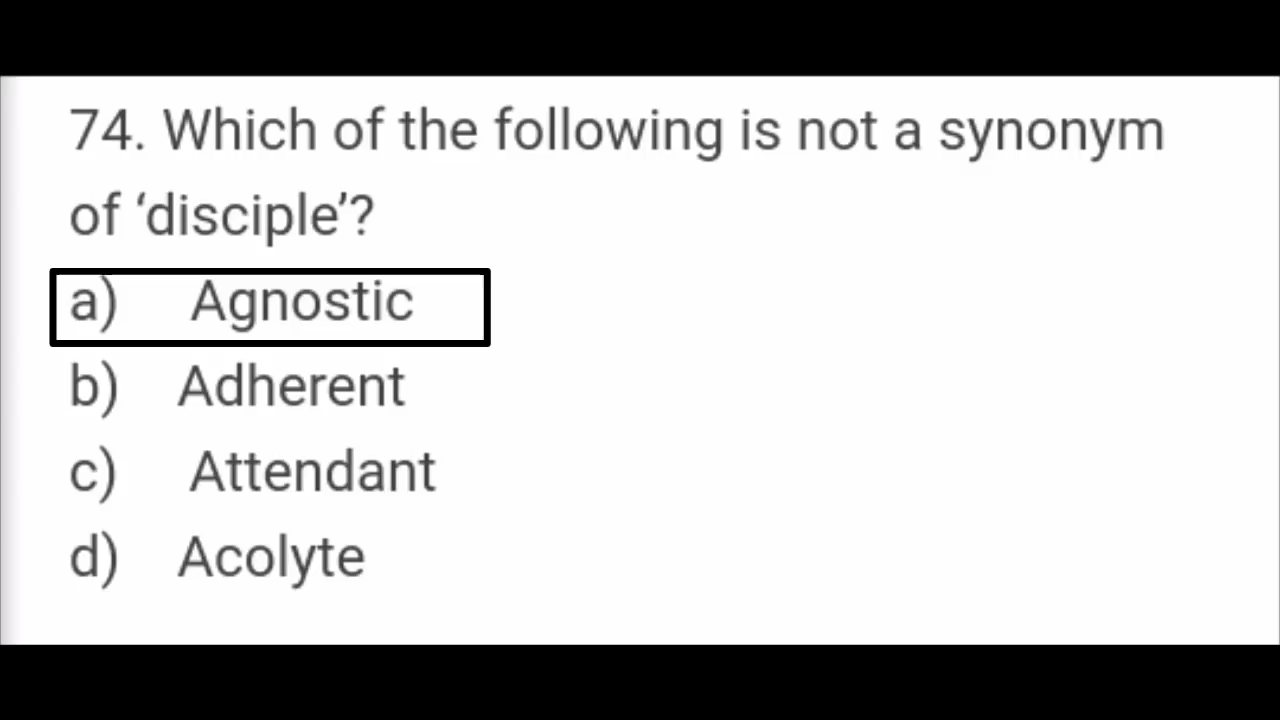 74. Which of the following is not a synonym
of ‘disciple’?
a) Agnostic
b) Adherent
c) Attendant
d) Acolyte